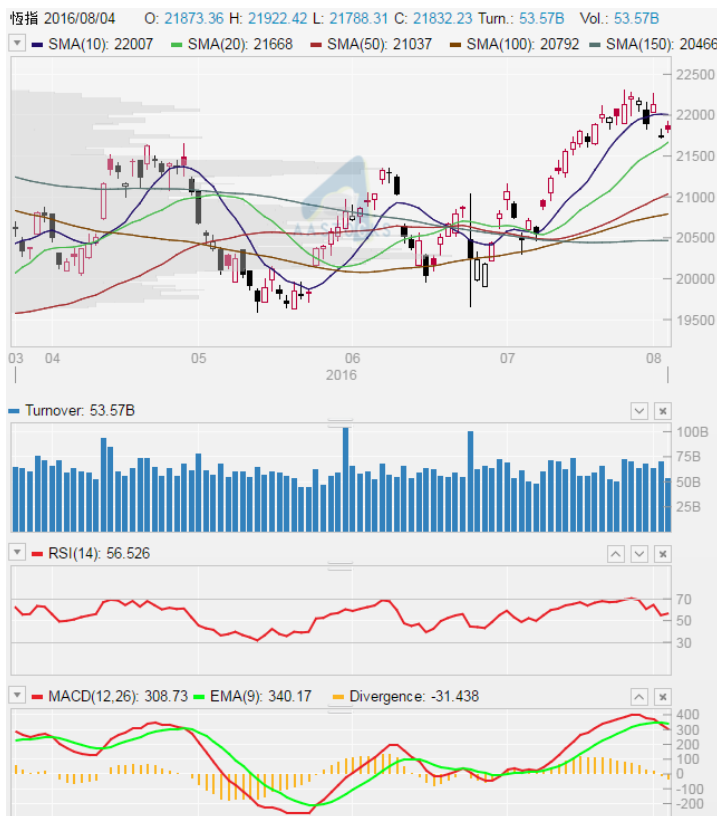 恆指 2016/08/04 O: 21873.36 H: 21922.42 L: 21788.31 C: 21832.23 Turn.: 53.57B Vol.: 53.57B
SMA(10): 22007 SMA(20): 21668 SMA(50): 21037 SMA(100): 20792 SMA(150): 20466
22500
22000
21500
21000
20500
20000
19500
AASTOCKS
03 04 05 06 07 08
2016
Turnover: 53.57B
100B
75B
50B
25B
RSI(14): 56.526
70
50
30
MACD(12,26): 308.73 EMA(9): 340.17 Divergence: -31.438
400
300
200
100
0
-100
-200